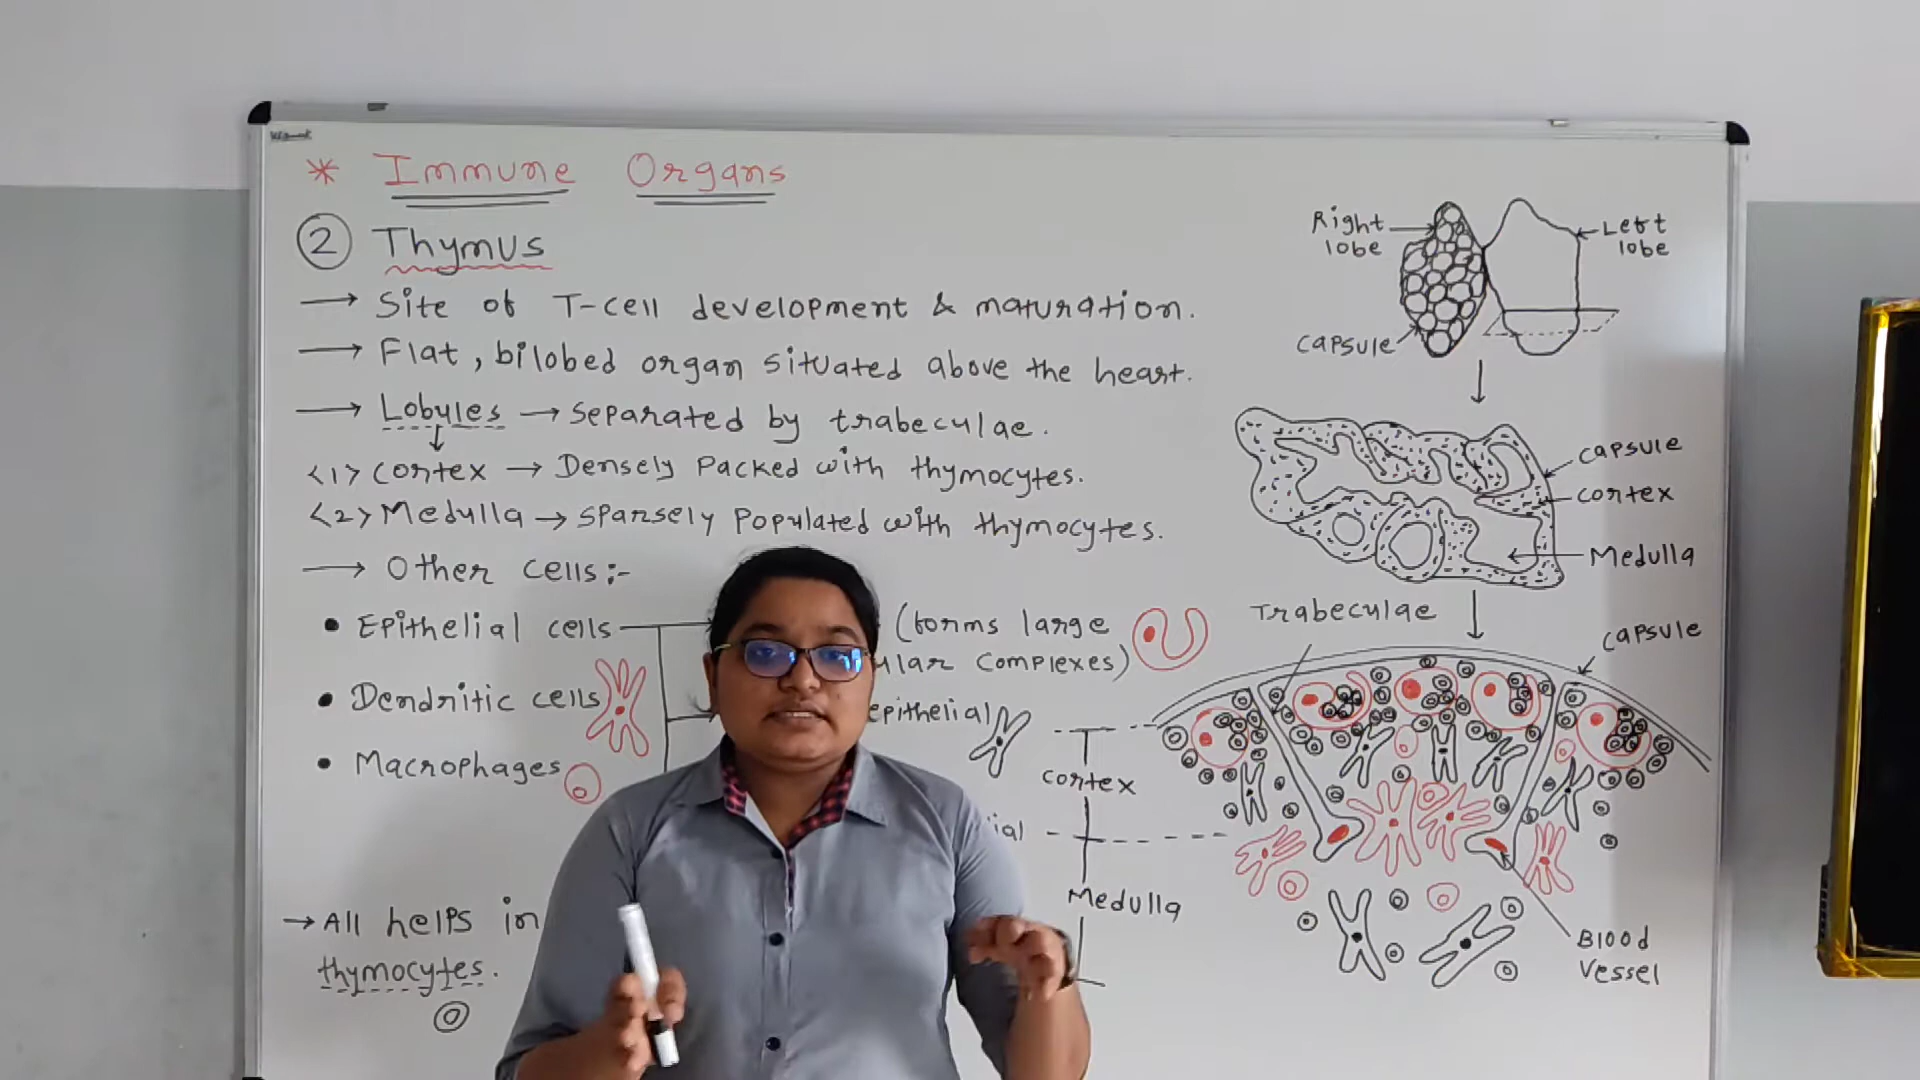 * Immune Organs
② Thymus
→ Site of T-cell development & maturation.
→ Flat, bilobed organ situated above the heart.
→ Lobules → separated by trabeculae.
<1> Cortex → Densely Packed with thymocytes.
<2> Medulla → Sparsely Populated with thymocytes.
→ Other cells:-
• Epithelial cells
(forms large
ular complexes)
• Dendritic cells
epithelial
• Macrophages
ial
→ All helps in
thymocytes.
Right lobe
Left lobe
Capsule
Capsule
Cortex
Medulla
Trabeculae
Capsule
Cortex
Medulla
Blood
Vessel